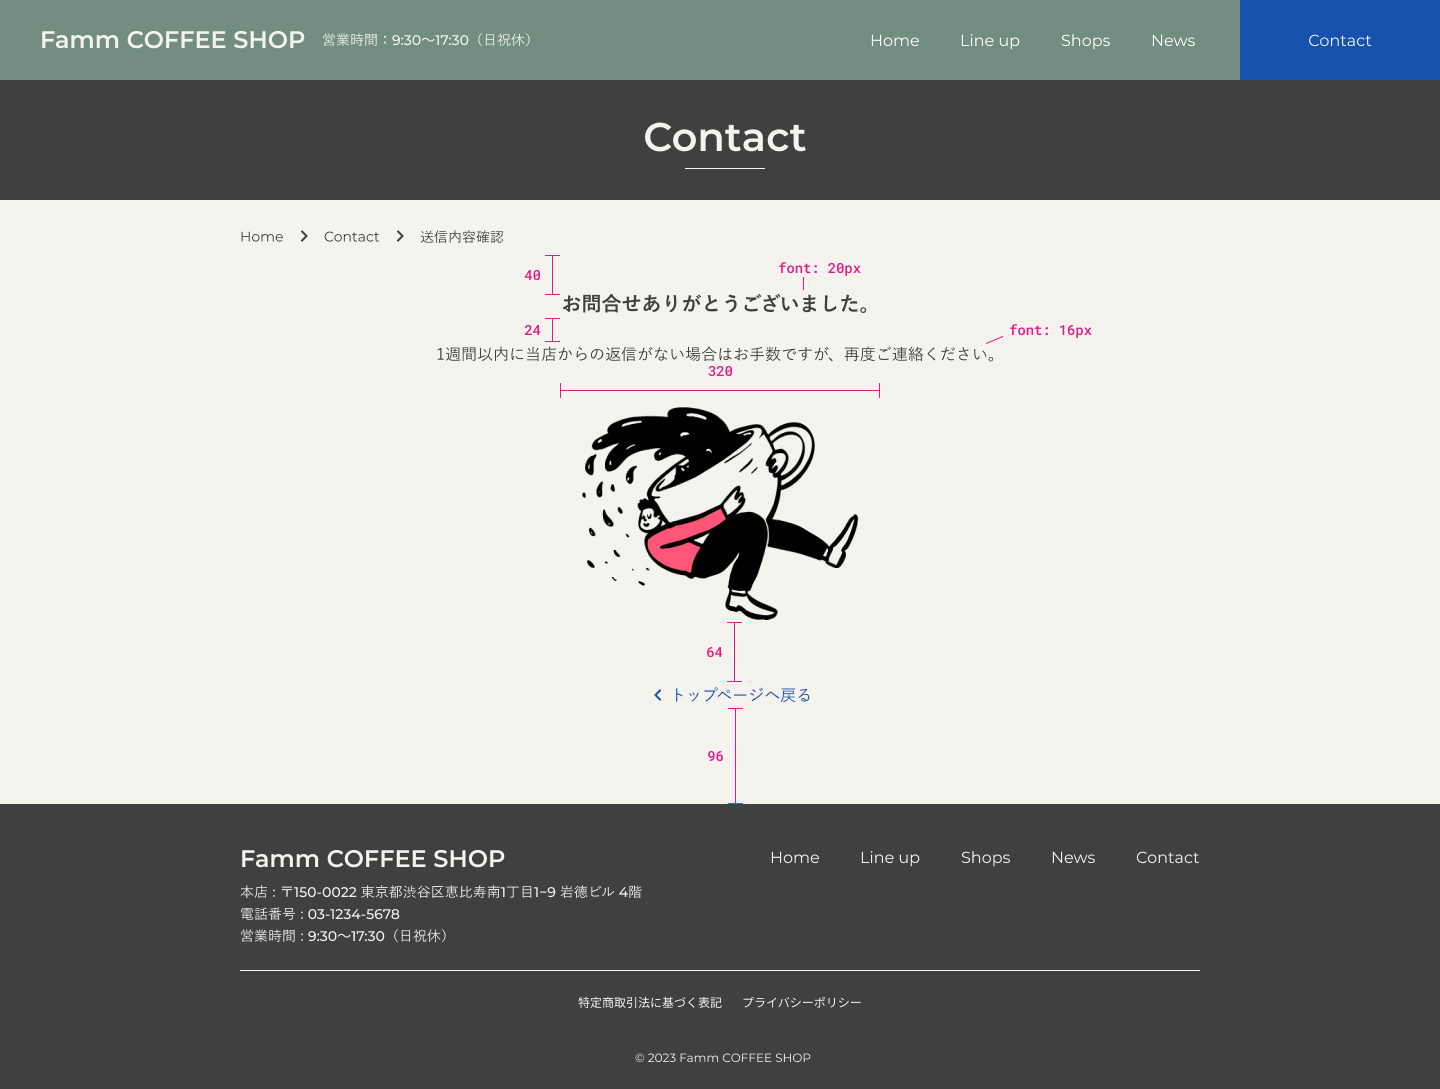 Famm COFFEE SHOP 営業時間：9:30〜17:30（日祝休） Home Line up Shops News Contact
Contact
Home Contact 送信内容確認
40
font: 20px
お問合せありがとうございました。
24
font: 16px
1週間以内に当店からの返信がない場合はお手数ですが、再度ご連絡ください。
320
64
トップページへ戻る
96
Famm COFFEE SHOP Home Line up Shops News Contact
本店 : 〒150-0022 東京都渋谷区恵比寿南1丁目1−9 岩德ビル 4階
電話番号 : 03-1234-5678
営業時間 : 9:30〜17:30（日祝休）
特定商取引法に基づく表記 プライバシーポリシー
© 2023 Famm COFFEE SHOP